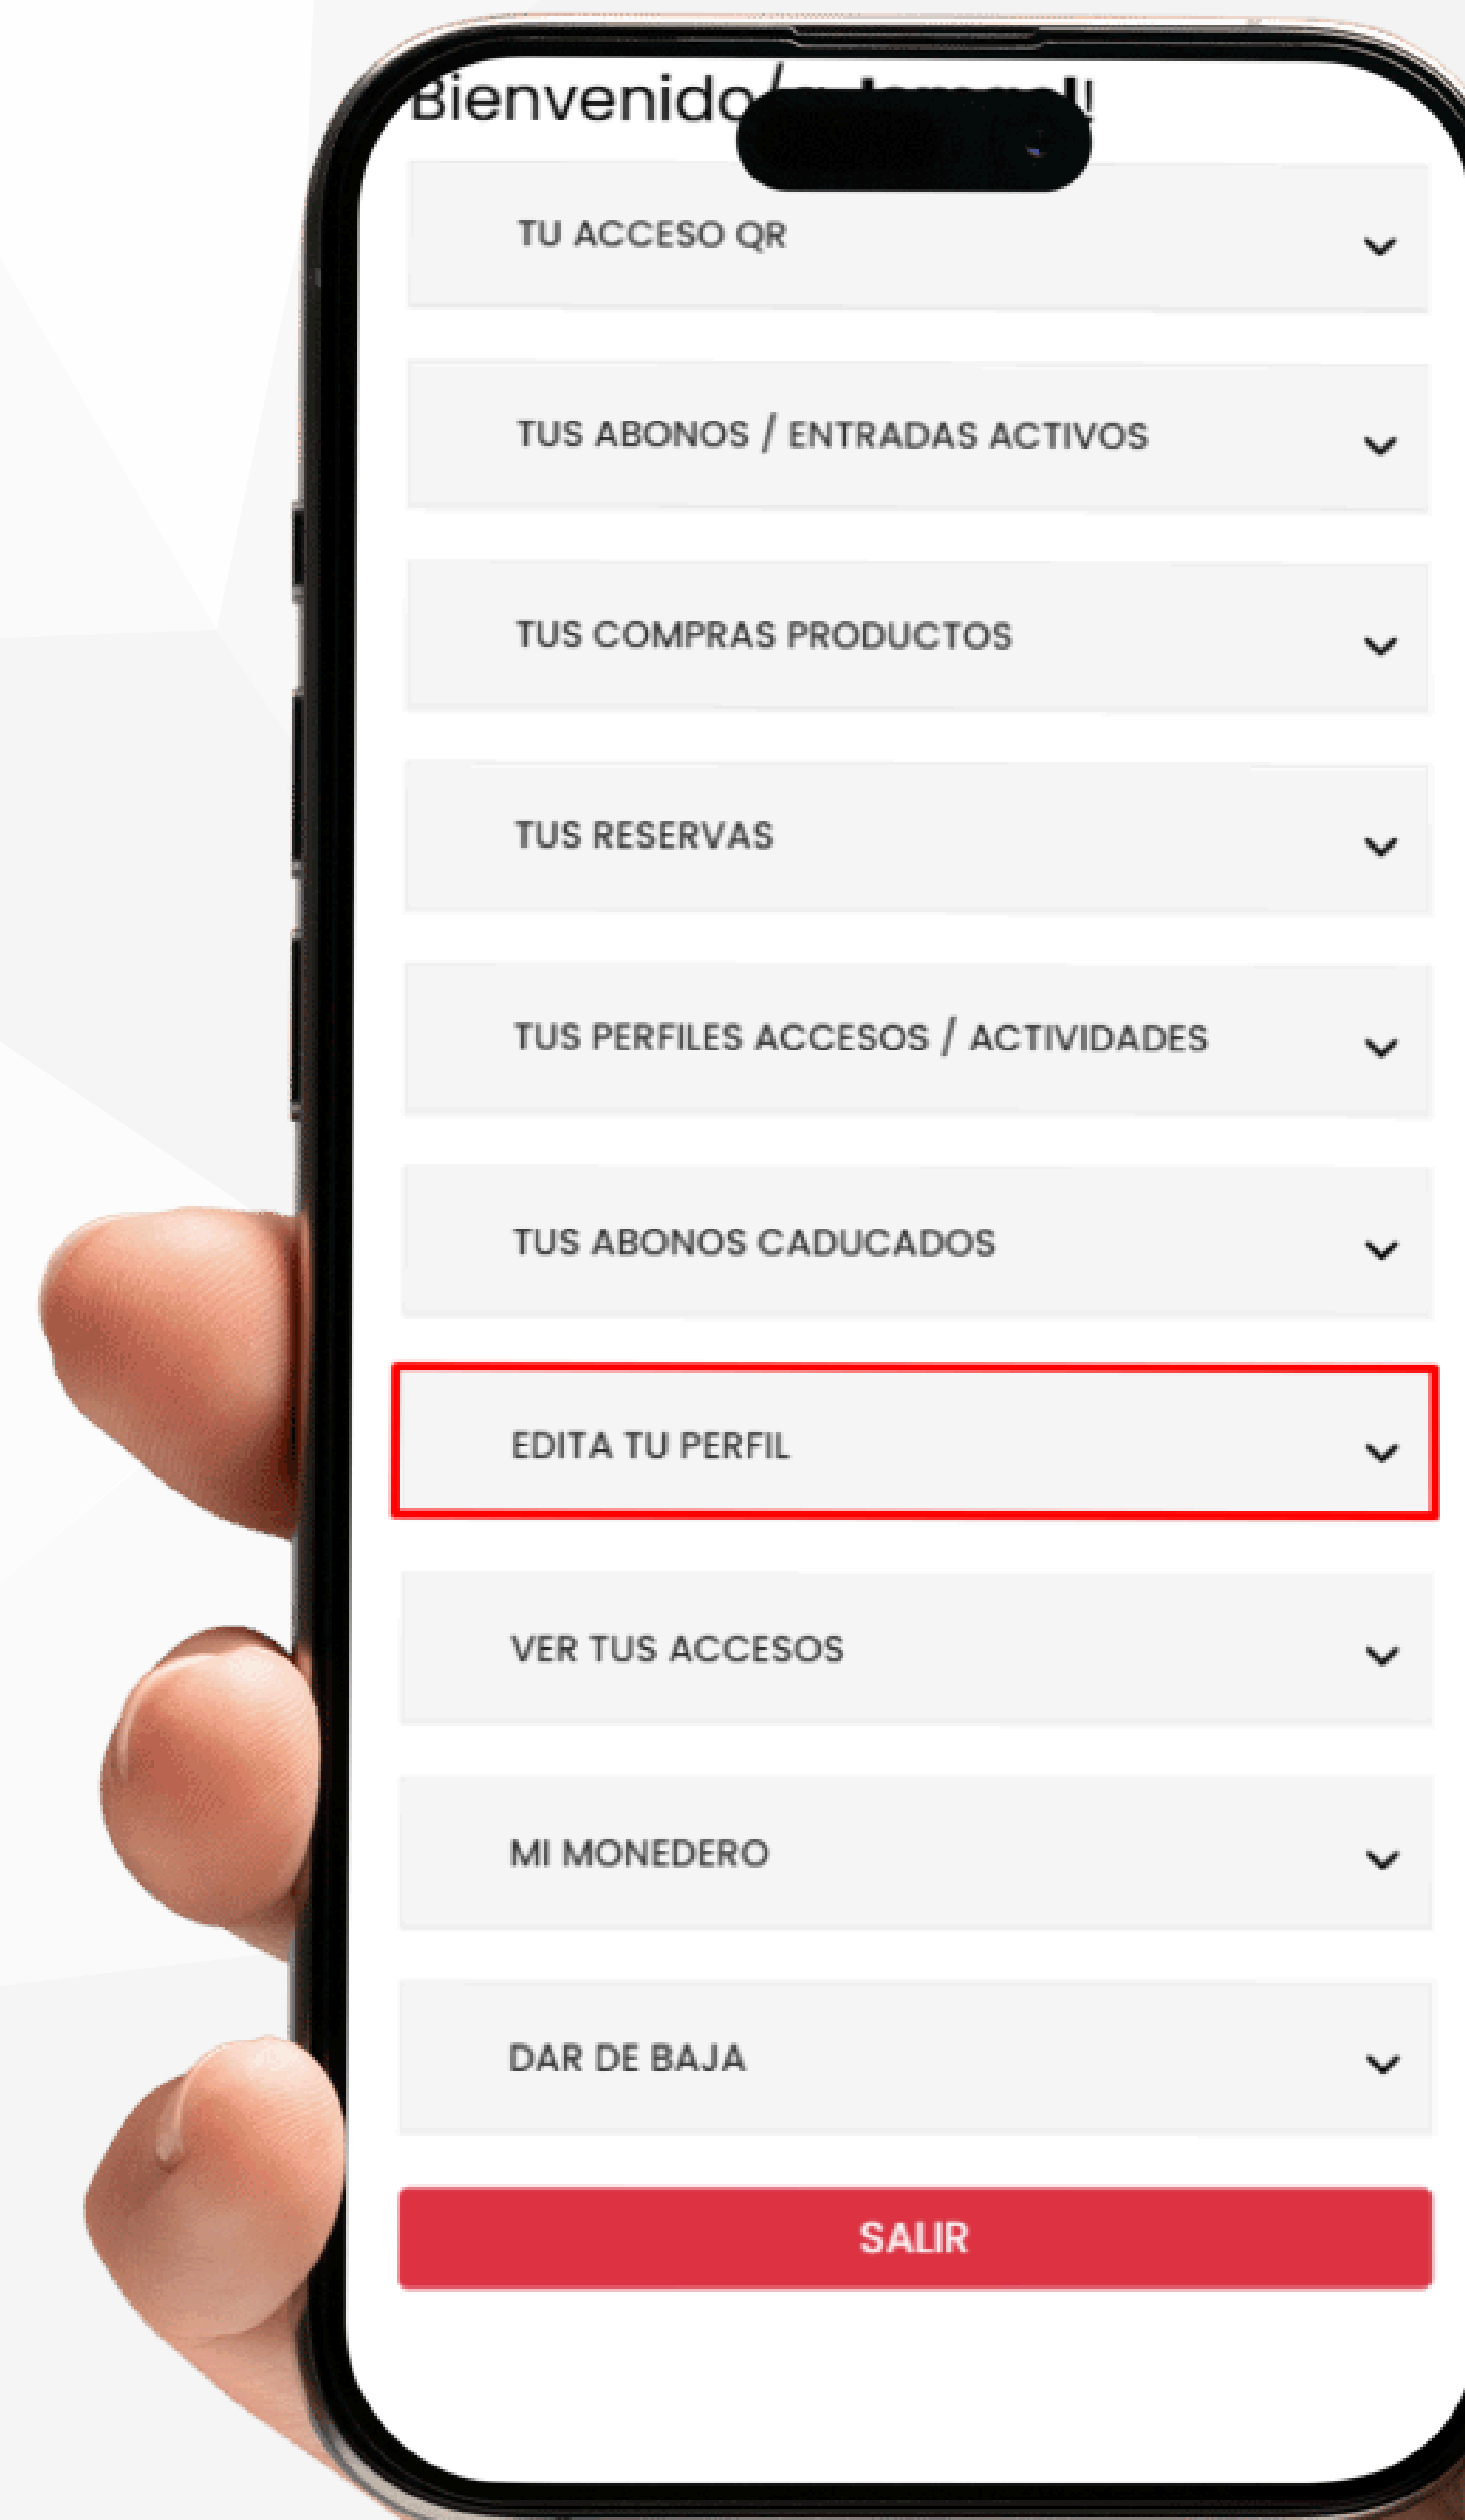 Bienvenido/a
TU ACCESO QR
TUS ABONOS / ENTRADAS ACTIVOS
TUS COMPRAS PRODUCTOS
TUS RESERVAS
TUS PERFILES ACCESOS / ACTIVIDADES
TUS ABONOS CADUCADOS
EDITA TU PERFIL
VER TUS ACCESOS
MI MONEDERO
DAR DE BAJA
SALIR